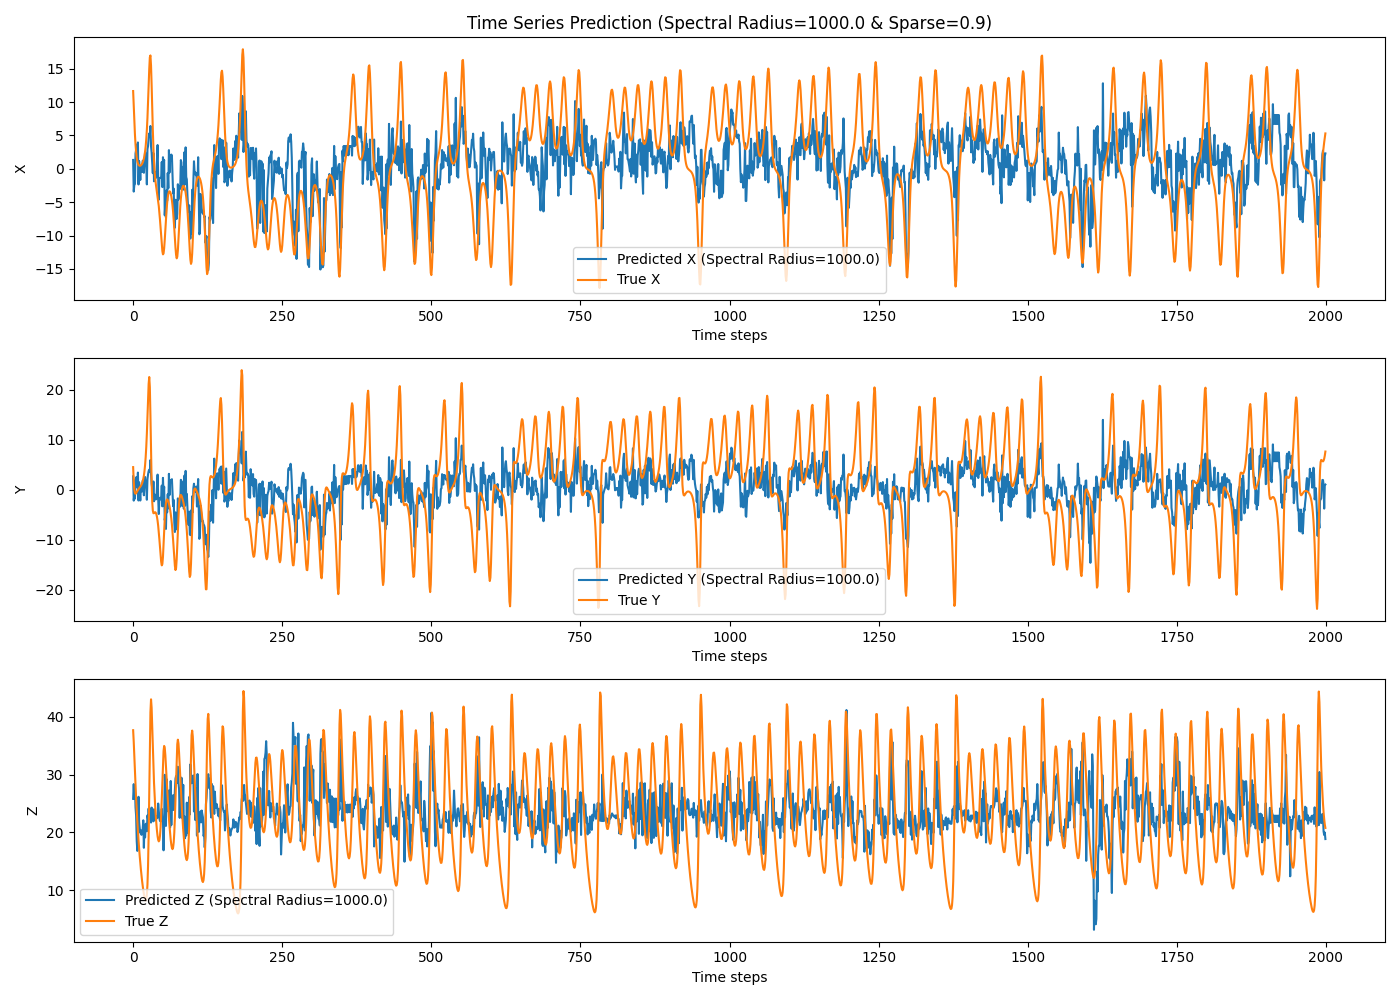 Time Series Prediction (Spectral Radius=1000.0 & Sparse=0.9)
15
10
5
0
−5
−10
−15
X
Predicted X (Spectral Radius=1000.0)
True X
0 250 500 750 1000 1250 1500 1750 2000
Time steps
20
10
0
−10
−20
Y
Predicted Y (Spectral Radius=1000.0)
True Y
0 250 500 750 1000 1250 1500 1750 2000
Time steps
40
30
20
10
Z
Predicted Z (Spectral Radius=1000.0)
True Z
0 250 500 750 1000 1250 1500 1750 2000
Time steps